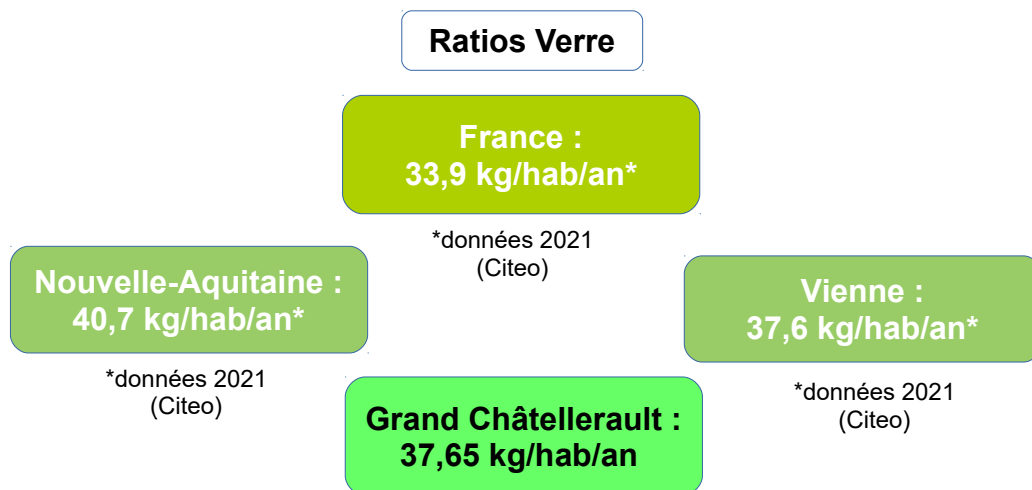 Ratios Verre
France :
33,9 kg/hab/an*
*données 2021
(Citeo)
Nouvelle-Aquitaine :
40,7 kg/hab/an*
*données 2021
(Citeo)
Vienne :
37,6 kg/hab/an*
*données 2021
(Citeo)
Grand Châtellerault :
37,65 kg/hab/an